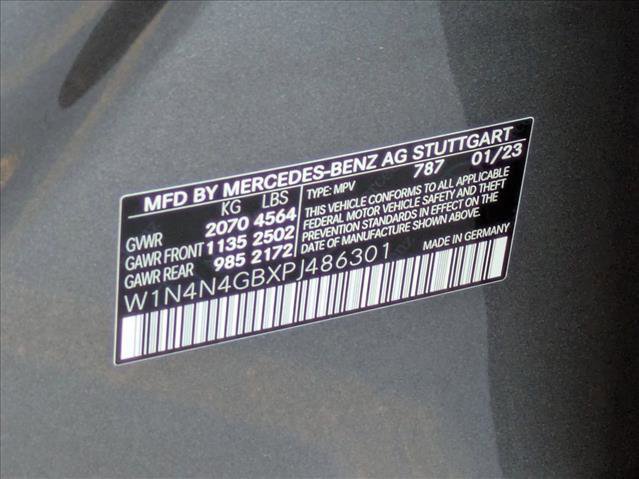 MFD BY MERCEDES-BENZ AG STUTTGART
KG LBS
GVWR 2070 4564
GAWR FRONT 1135 2502
GAWR REAR 985 2172
TYPE: MPV 787 01/23
THIS VEHICLE CONFORMS TO ALL APPLICABLE
FEDERAL MOTOR VEHICLE SAFETY AND THEFT
PREVENTION STANDARDS IN EFFECT ON THE
DATE OF MANUFACTURE SHOWN ABOVE.
W1N4N4GBXPJ486301 MADE IN GERMANY